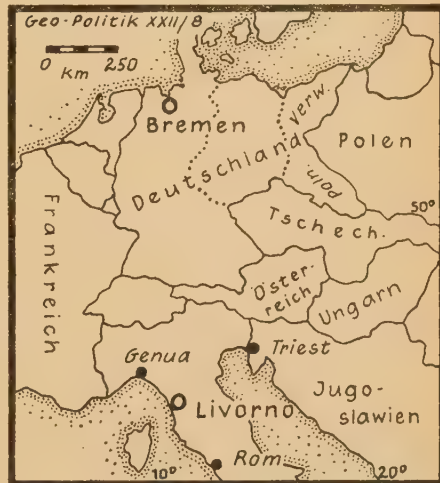 Geo-Politik XXII/8
0 250
km
Bremen
Deutschland
poln. Verw.
Polen
50°
Tschech.
Frankreich
Öster-
reich
Ungarn
Genua
Triest
Livorno
Jugo-
slawien
Rom
10°
20°